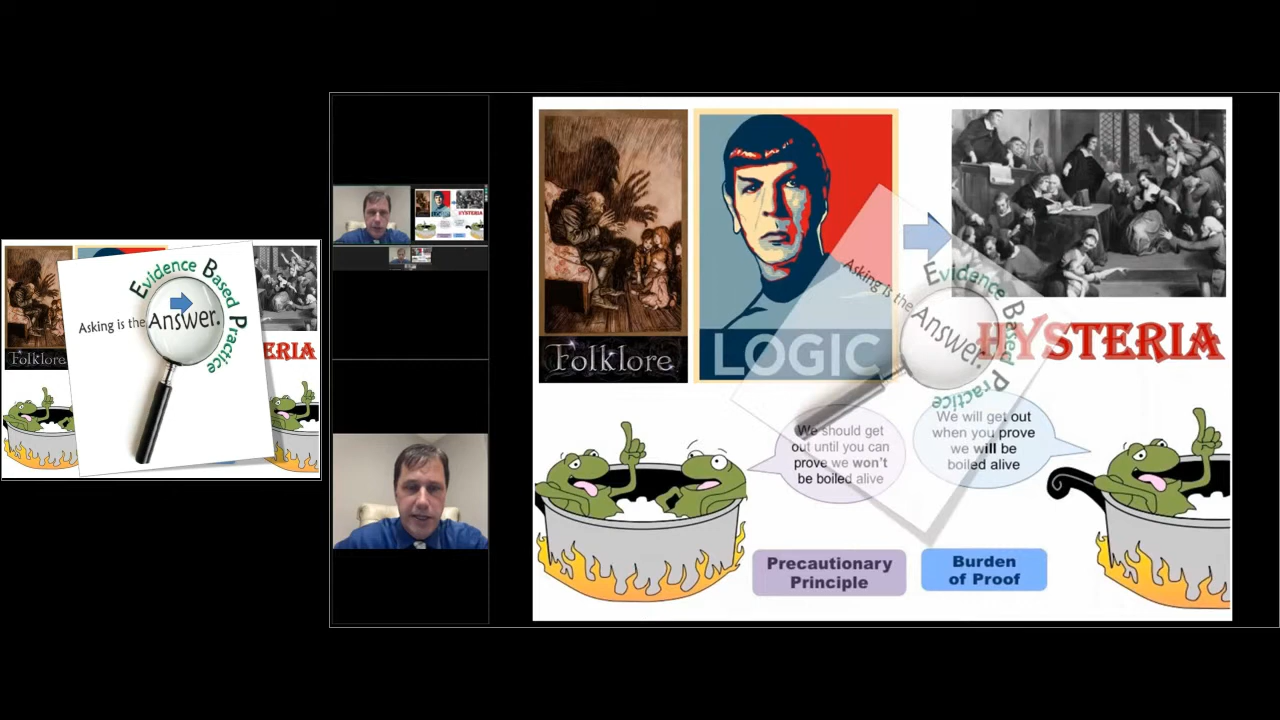 Evidence Based Practice
Asking is the Answer.
Folklore
ERIA
Folklore
LOGIC
HYSTERIA
Asking is the Answer.
Evidence Based Practice
We should get
out until you can
prove we won't
be boiled alive
We will get out
when you prove
we will be
boiled alive
Precautionary
Principle
Burden
of Proof
HYSTERIA